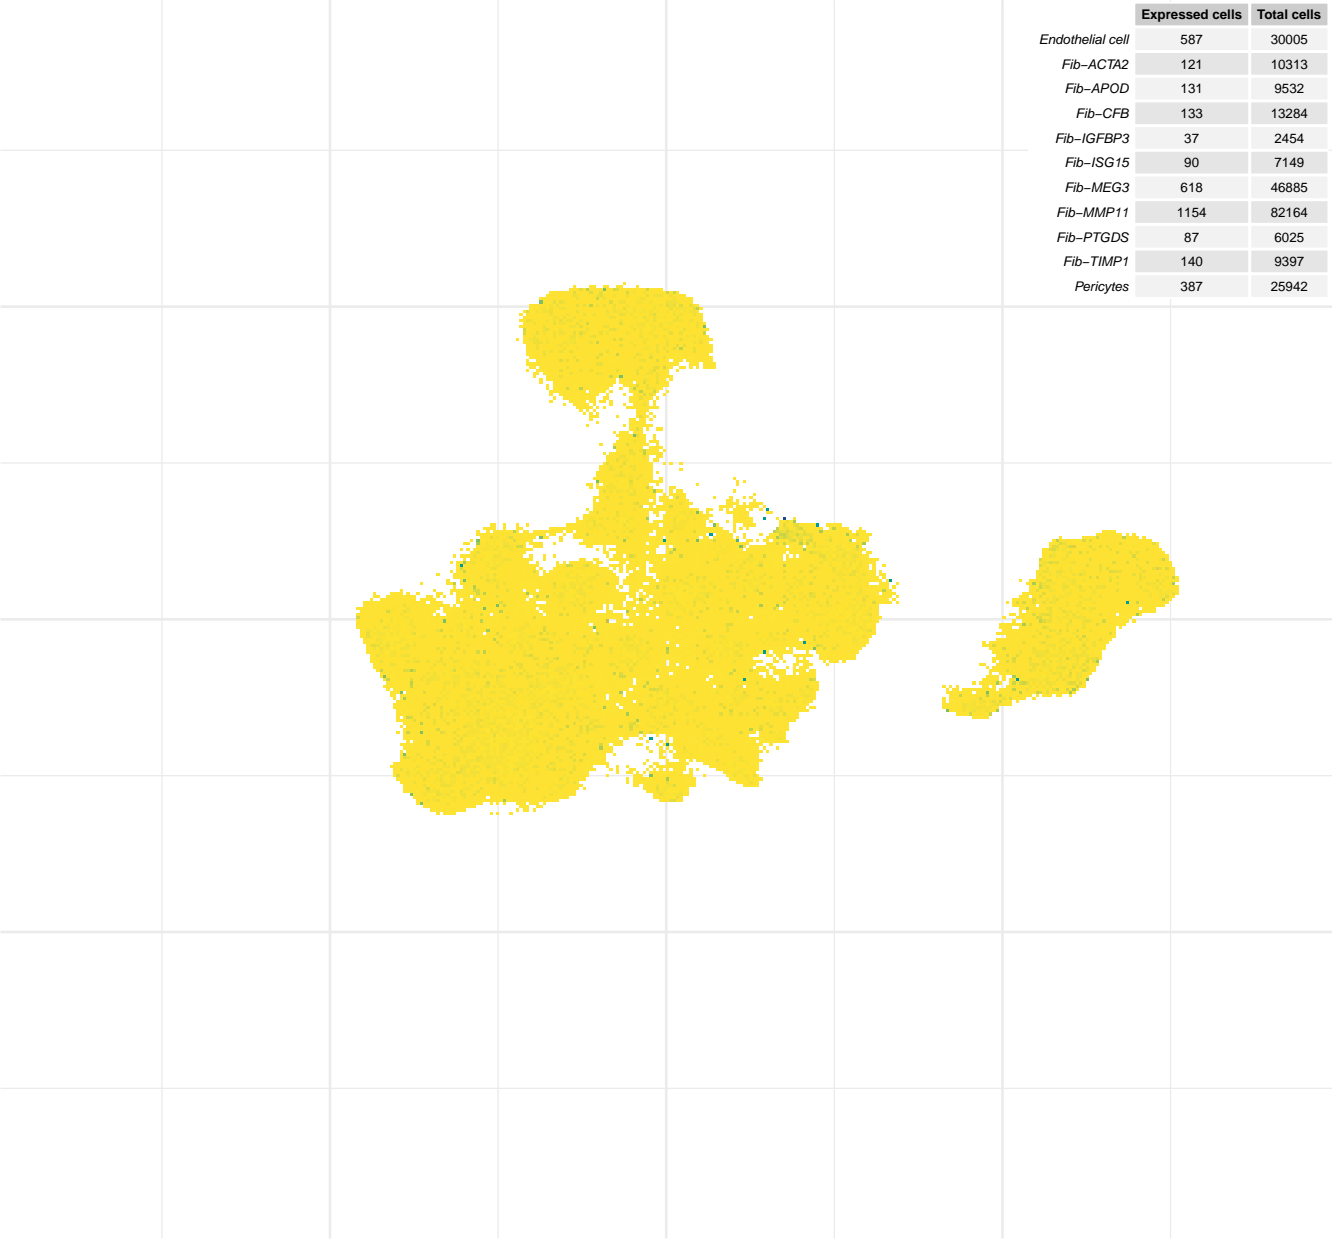 Expressed cells Total cells
Endothelial cell 587 30005
Fib−ACTA2 121 10313
Fib−APOD 131 9532
Fib−CFB 133 13284
Fib−IGFBP3 37 2454
Fib−ISG15 90 7149
Fib−MEG3 618 46885
Fib−MMP11 1154 82164
Fib−PTGDS 87 6025
Fib−TIMP1 140 9397
Pericytes 387 25942